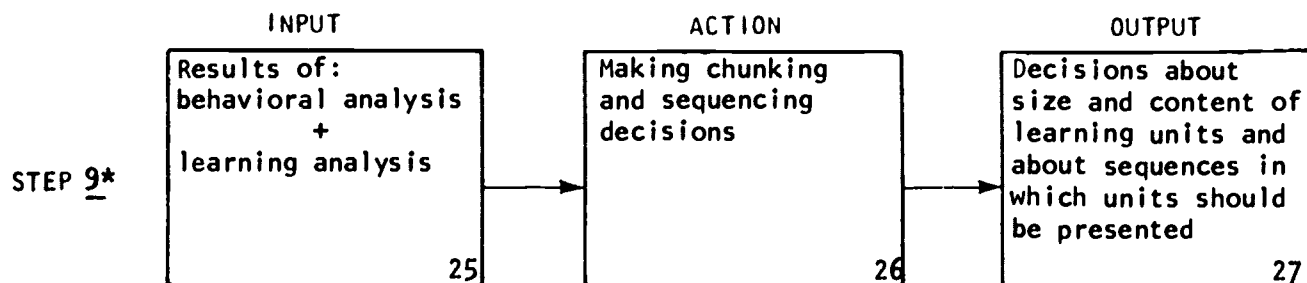 INPUT ACTION OUTPUT
Results of:
behavioral analysis
+
learning analysis
25
Making chunking
and sequencing
decisions
26
Decisions about
size and content of
learning units and
about sequences in
which units should
be presented
27
STEP 9*